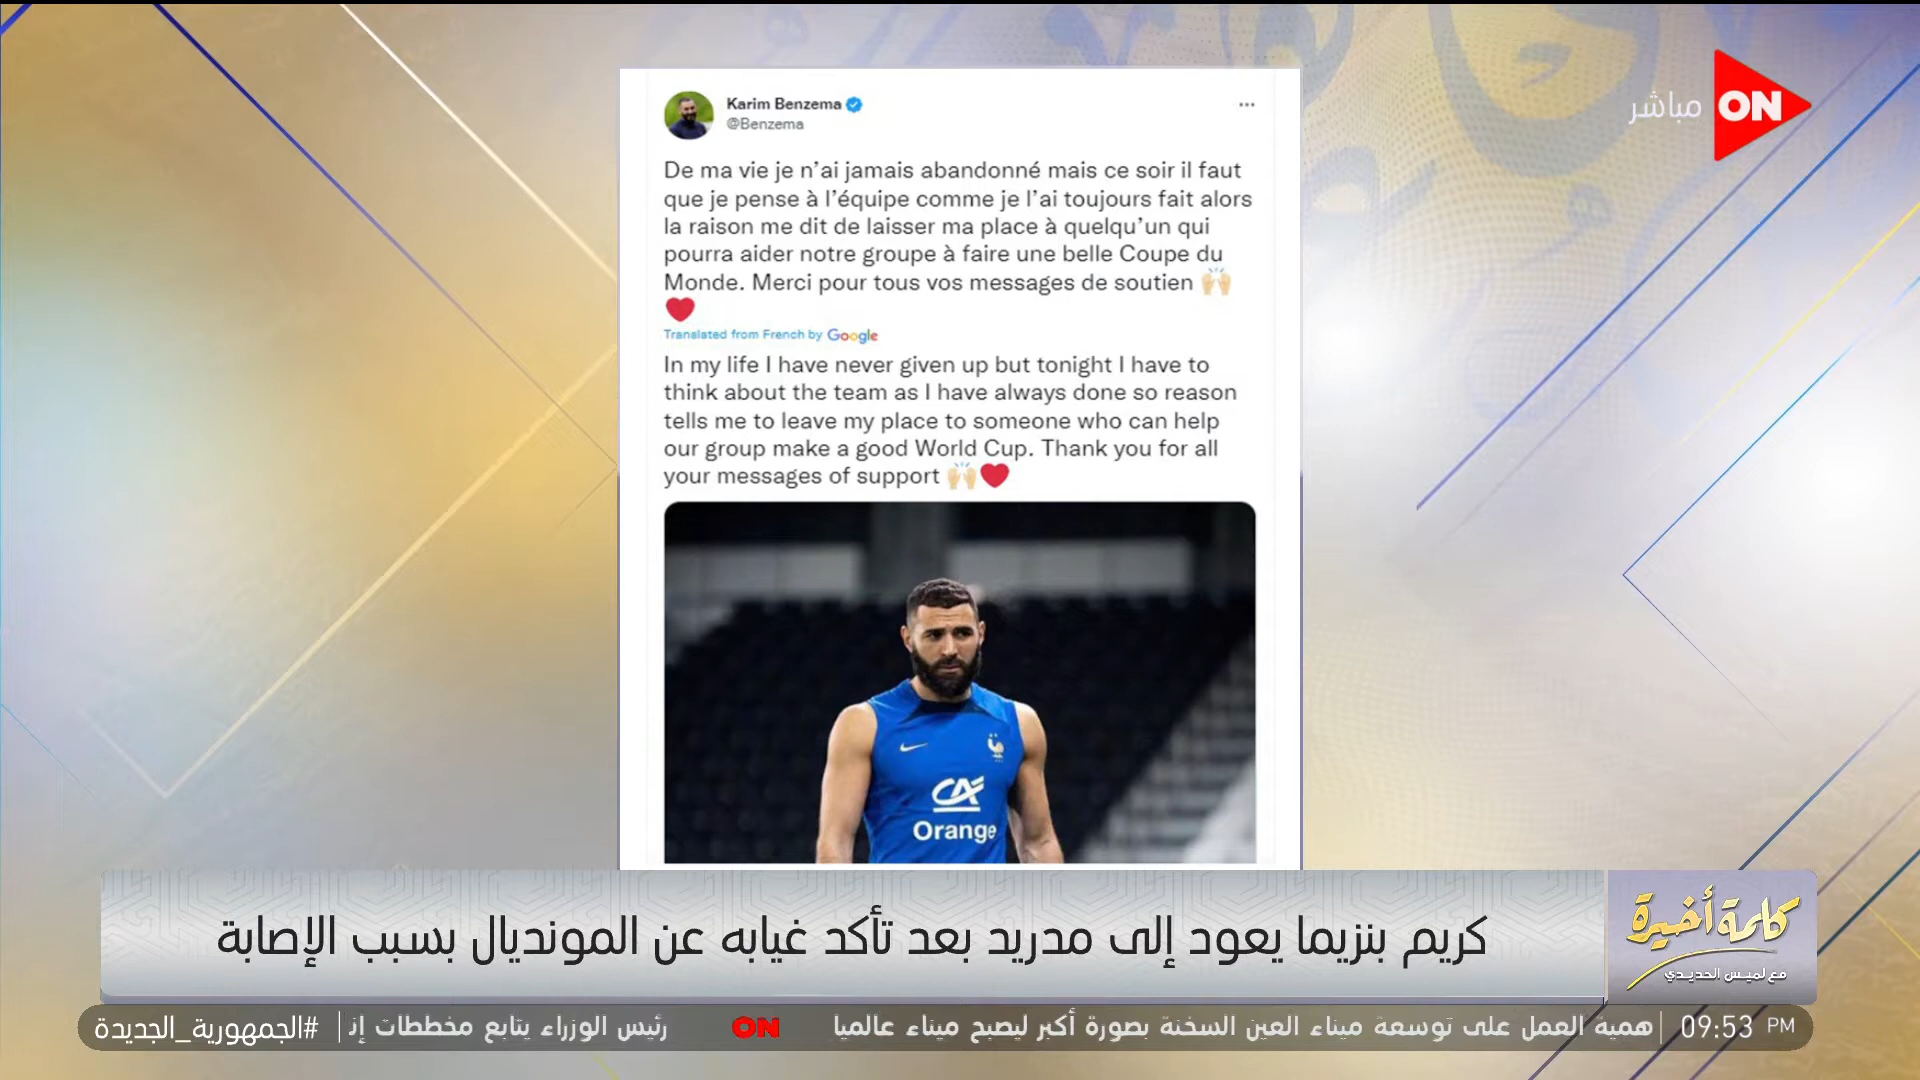 مباشر ON
Karim Benzema
@Benzema
De ma vie je n’ai jamais abandonné mais ce soir il faut
que je pense à l’équipe comme je l’ai toujours fait alors
la raison me dit de laisser ma place à quelqu’un qui
pourra aider notre groupe à faire une belle Coupe du
Monde. Merci pour tous vos messages de soutien 🙌🏼
❤️
Translated from French by Google
In my life I have never given up but tonight I have to
think about the team as I have always done so reason
tells me to leave my place to someone who can help
our group make a good World Cup. Thank you for all
your messages of support 🙌🏼❤️
CA
Orange
كريم بنزيما يعود إلى مدريد بعد تأكد غيابه عن المونديال بسبب الإصابة
كلمة أخيرة
مع لميس الحديدي
09:53 PM
همية العمل على توسعة ميناء العين السخنة بصورة أكبر ليصبح ميناء عالميا ON رئيس الوزراء يتابع مخططات إن
#الجمهورية_الجديدة